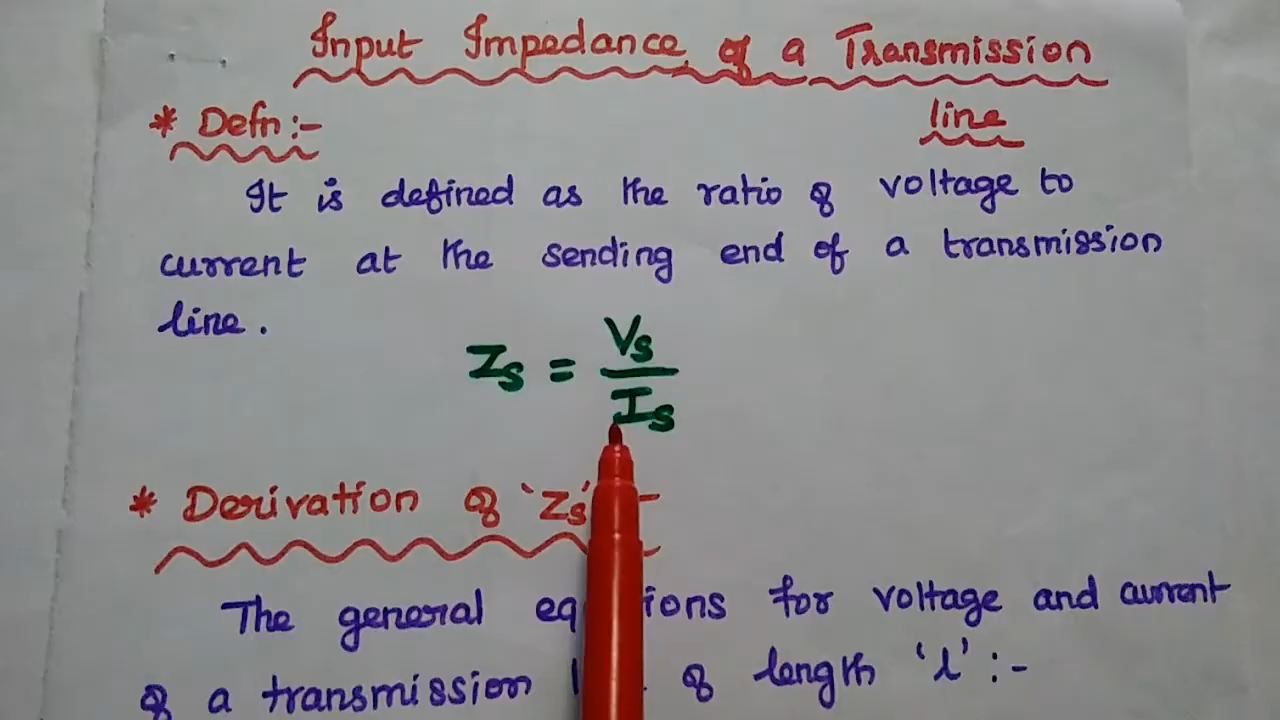 Input Impedance of a Transmission
line
* Defn:-
It is defined as the ratio of voltage to
current at the sending end of a transmission
line.
Zs = Vs
Is
* Derivation of 'Zs' -
The general eq ions for voltage and current
of a transmission l of length 'l' :-